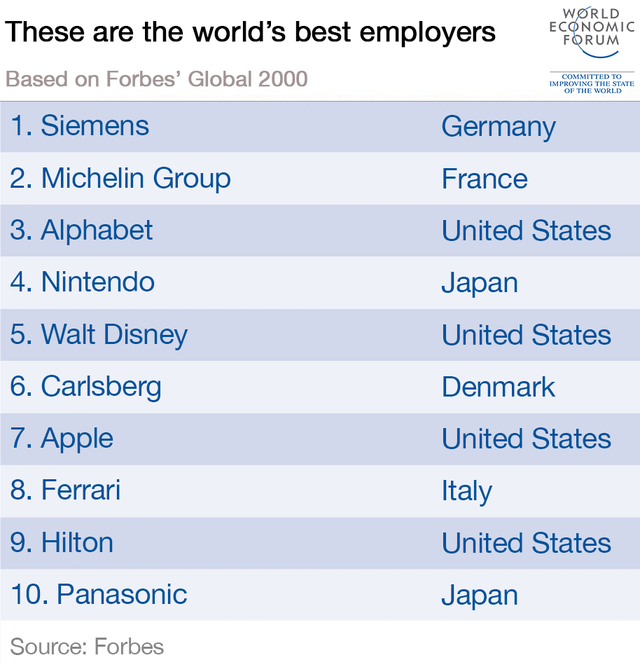 These are the world's best employers
Based on Forbes' Global 2000
WORLD
ECONOMIC
FORUM
COMMITTED TO
IMPROVING THE STATE
OF THE WORLD
1. Siemens Germany
2. Michelin Group France
3. Alphabet United States
4. Nintendo Japan
5. Walt Disney United States
6. Carlsberg Denmark
7. Apple United States
8. Ferrari Italy
9. Hilton United States
10. Panasonic Japan
Source: Forbes